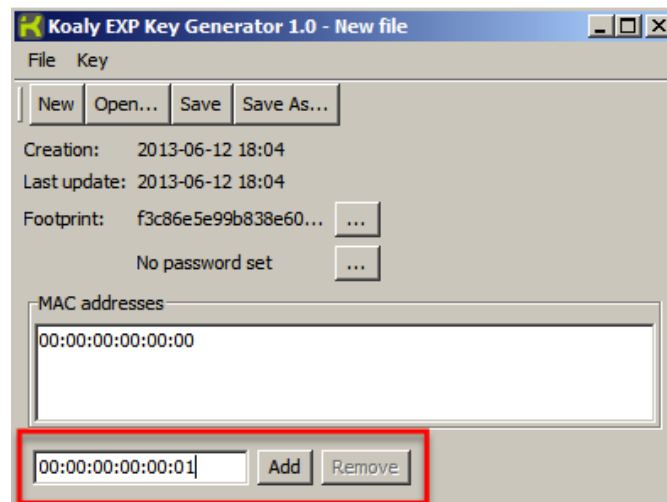 Koaly EXP Key Generator 1.0 - New file
File Key
New Open... Save Save As...
Creation: 2013-06-12 18:04
Last update: 2013-06-12 18:04
Footprint: f3c86e5e99b838e60... ...
No password set ...
MAC addresses
00:00:00:00:00:00
00:00:00:00:00:01 Add Remove